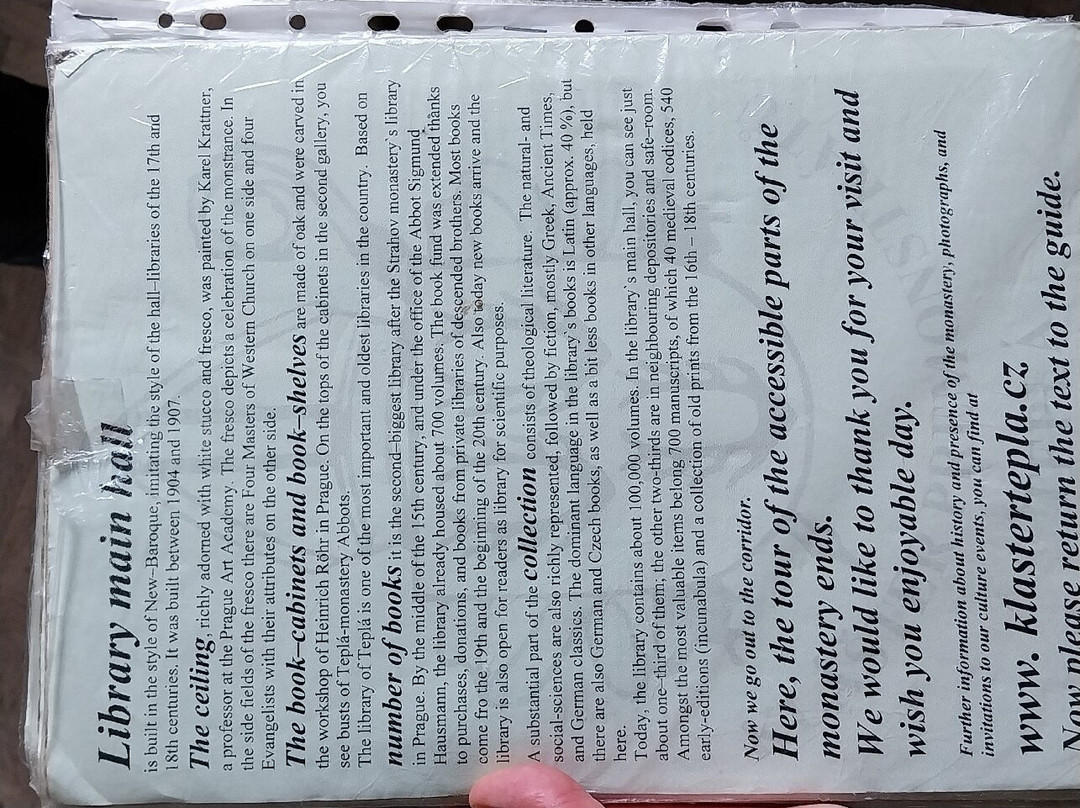 Library main hall
is built in the style of New–Baroque, imitating the style of the hall–libraries of the 17th and
18th centuries. It was built between 1904 and 1907.
The ceiling, richly adorned with white stucco and fresco, was painted by Karel Krattner,
a professor at the Prague Art Academy. The fresco depicts a celebration of the monstrance. In
the side fields of the fresco there are Four Masters of Western Church on one side and four
Evangelists with their attributes on the other side.
The book–cabinets and book–shelves are made of oak and were carved in
the workshop of Heinrich Röhr in Prague. On the tops of the cabinets in the second gallery, you
see busts of Teplá-monastery Abbots.
The library of Teplá is one of the most important and oldest libraries in the country. Based on
number of books it is the second–biggest library after the Strahov monastery`s library
in Prague. By the middle of the 15th century, and under the office of the Abbot Sigmund
Hausmann, the library already housed about 700 volumes. The book fund was extended thanks
to purchases, donations, and books from private libraries of descended brothers. Most books
come fro the 19th and the beginning of the 20th century. Also today new books arrive and the
library is also open for readers as library for scientific purposes.
A substantial part of the collection consists of theological literature. The natural- and
social-sciences are also richly represented, followed by fiction, mostly Greek, Ancient Times,
and German classics. The dominant language in the library`s books is Latin (approx. 40 %), but
there are also German and Czech books, as well as a bit less books in other languages, held
here.
Today, the library contains about 100,000 volumes. In the library`s main hall, you can see just
about one–third of them; the other two–thirds are in neighbouring depositories and safe–room.
Amongst the most valuable items belong 700 manuscripts, of which 40 medieval codices, 540
early-editions (incunabula) and a collection of old prints from the 16th – 18th centuries.
Now we go out to the corridor.
Here, the tour of the accessible parts of the
monastery ends.
We would like to thank you for your visit and
wish you enjoyable day.
Further information about history and presence of the monastery, photographs, and
invitations to our culture events, you can find at
www. klastertepla.cz
Now please return the text to the guide.